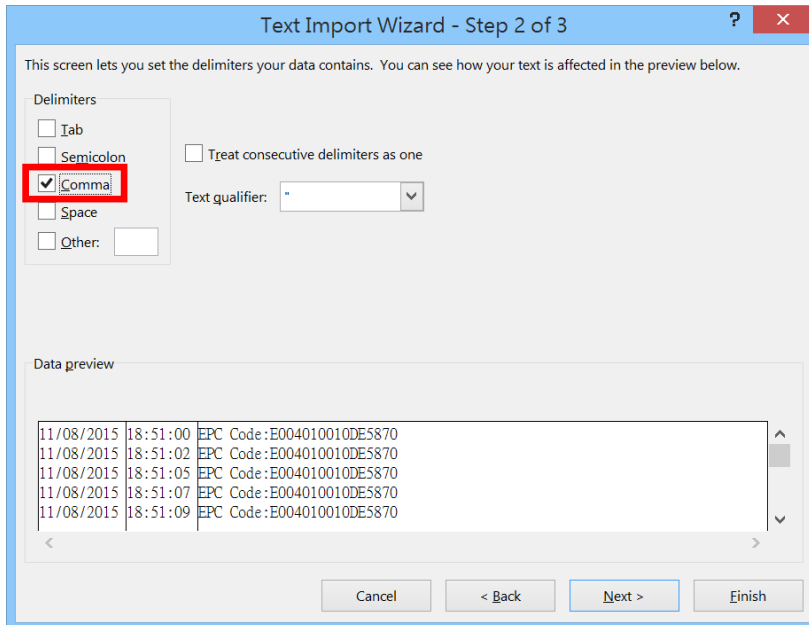 Text Import Wizard - Step 2 of 3
?
This screen lets you set the delimiters your data contains.  You can see how your text is affected in the preview below.
Delimiters
Tab
Semicolon
Treat consecutive delimiters as one
Comma
Text qualifier: "
Space
Other:
Data preview
11/08/2015 18:51:00 EPC Code:E004010010DE5870
11/08/2015 18:51:02 EPC Code:E004010010DE5870
11/08/2015 18:51:05 EPC Code:E004010010DE5870
11/08/2015 18:51:07 EPC Code:E004010010DE5870
11/08/2015 18:51:09 EPC Code:E004010010DE5870
Cancel < Back Next > Finish